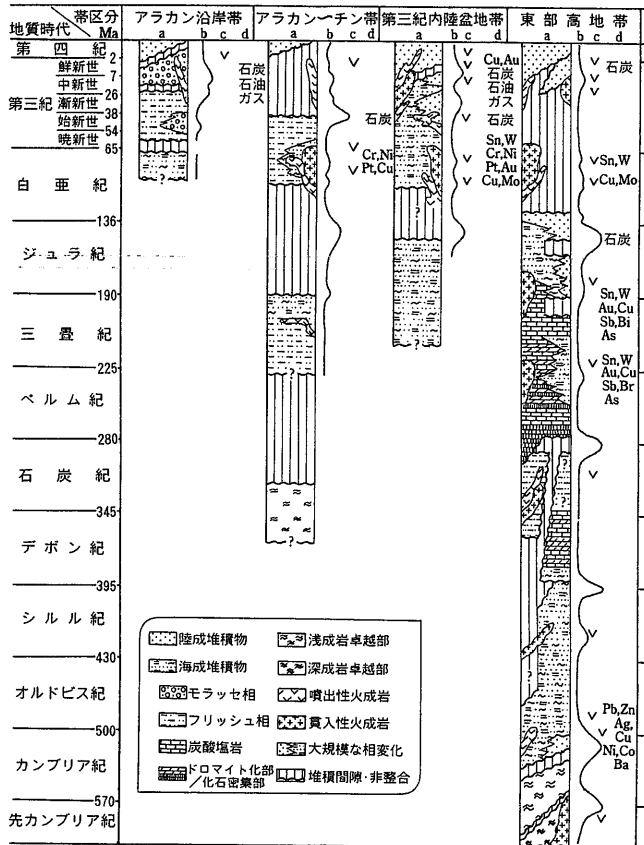 帯区分 アラカン沿岸帯 アラカン〜チン帯 第三紀内陸盆地帯 東部高地帯
地質時代 Ma a b c d a b c d a b c d a b c d
第四紀
2
鮮新世
7
中新世
26
第三紀 漸新世
38
始新世
54
暁新世
65
白亜紀
136
ジュラ紀
190
三畳紀
225
ペルム紀
280
石炭紀
345
デボン紀
395
シルル紀
430
オルドビス紀
500
カンブリア紀
570
先カンブリア紀
?
石炭
石油
ガス
石炭
Cr,Ni
Pt,Cu
?
?
?
Cu,Au
石炭
石油
ガス
石炭
Sn,W
Cr,Ni
Pt,Au
Cu,Mo
?
?
石炭
Sn,W
Cu,Mo
石炭
Sn,W
Au,Cu
Sb,Bi
As
Sn,W
Au,Cu
Sb,Br
As
?
?
Pb,Zn
Ag,
Cu
Ni,Co
Ba
陸成堆積物 浅成岩卓越部
海成堆積物 深成岩卓越部
モラッセ相 噴出性火成岩
フリッシュ相 貫入性火成岩
炭酸塩岩 大規模な相変化
ドロマイト化部
/化石密集部 堆積間隙・非整合